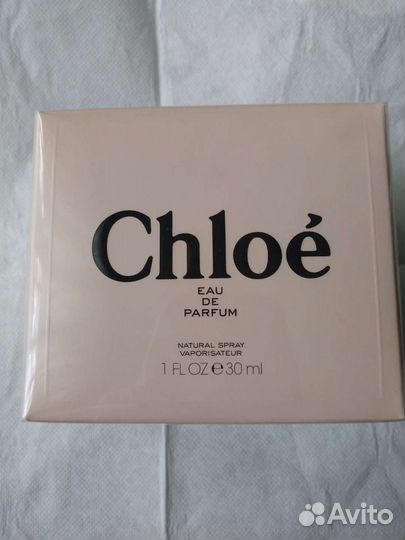 Chloé
EAU
DE
PARFUM
NATURAL SPRAY
VAPORISATEUR
1 FL OZ ℮ 30 ml
Avito